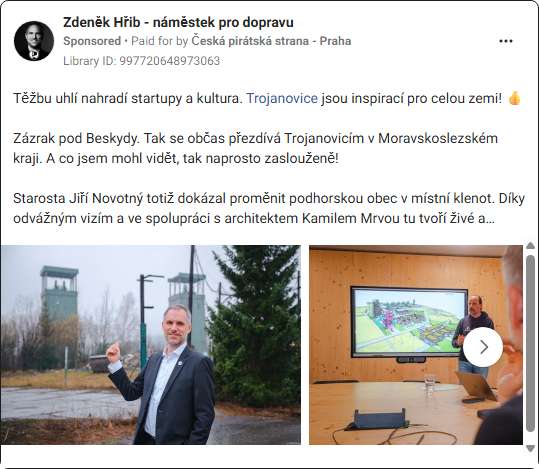 Zdeněk Hřib - náměstek pro dopravu
Sponsored • Paid for by Česká pirátská strana - Praha
Library ID: 997720648973063
Těžbu uhlí nahradí startupy a kultura. Trojanovice jsou inspirací pro celou zemi! 👍
Zázrak pod Beskydy. Tak se občas přezdívá Trojanovicím v Moravskoslezském
kraji. A co jsem mohl vidět, tak naprosto zaslouženě!
Starosta Jiří Novotný totiž dokázal proměnit podhorskou obec v místní klenot. Díky
odvážným vizím a ve spolupráci s architektem Kamilem Mrvou tu tvoří živé a…